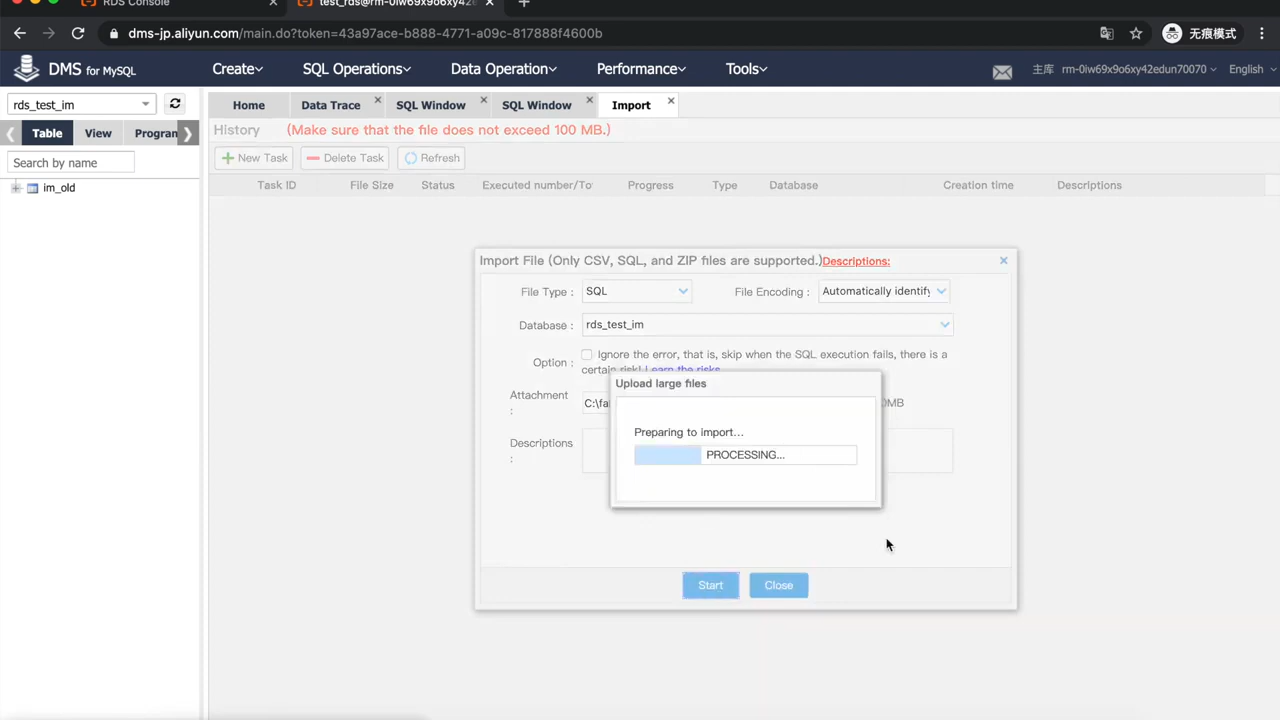 RDS Console
test_rds@rm-0iw69x9o6xy42e
dms-jp.aliyun.com/main.do?token=43a97ace-b888-4771-a09c-817888f4600b
无痕模式
DMS for MySQL
Create
SQL Operations
Data Operation
Performance
Tools
主库 rm-0iw69x9o6xy42edun70070
English
rds_test_im
Home
Data Trace
SQL Window
SQL Window
Import
Table
View
Program
History (Make sure that the file does not exceed 100 MB.)
Search by name
New Task
Delete Task
Refresh
im_old
Task ID
File Size
Status
Executed number/To
Progress
Type
Database
Creation time
Descriptions
Import File (Only CSV, SQL, and ZIP files are supported.)Descriptions:
File Type : SQL
File Encoding : Automatically identify
Database : rds_test_im
Option : Ignore the error, that is, skip when the SQL execution fails, there is a
certain risk! Learn the risks
Upload large files
Attachment : C:\fa
MB
Preparing to import...
Descriptions :
PROCESSING...
Start
Close